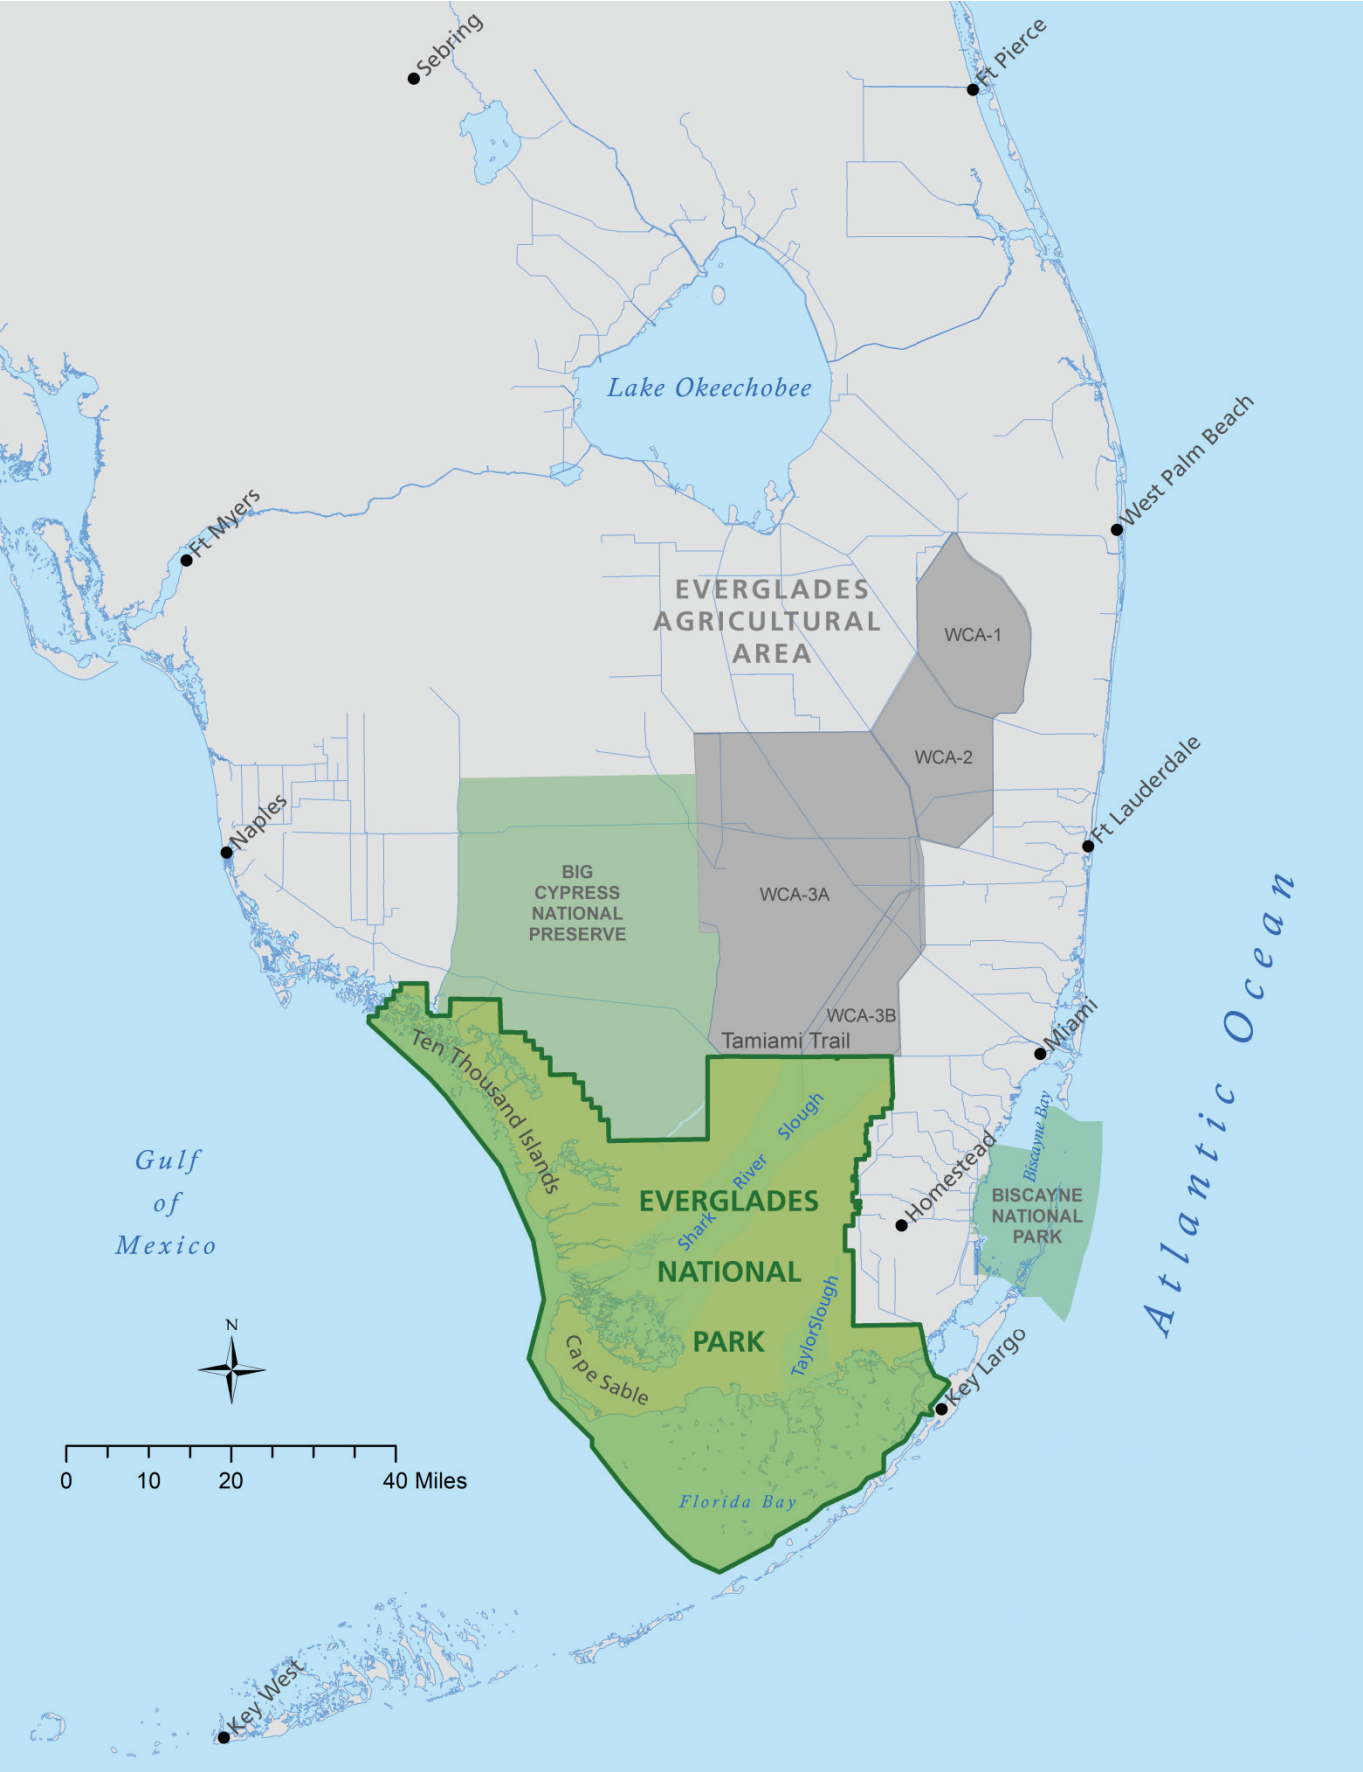 Sebring
Ft Pierce
Lake Okeechobee
West Palm Beach
Ft Myers
EVERGLADES
AGRICULTURAL
AREA
WCA-1
WCA-2
Ft Lauderdale
Naples
BIG
CYPRESS
NATIONAL
PRESERVE
WCA-3A
Atlantic Ocean
WCA-3B
Tamiami Trail
Miami
Ten Thousand Islands
Shark River Slough
Biscayne Bay
Homestead
Gulf
of
Mexico
EVERGLADES
NATIONAL
PARK
BISCAYNE
NATIONAL
PARK
TaylorSlough
Cape Sable
Key Largo
N
0 10 20 40 Miles
Florida Bay
Key West